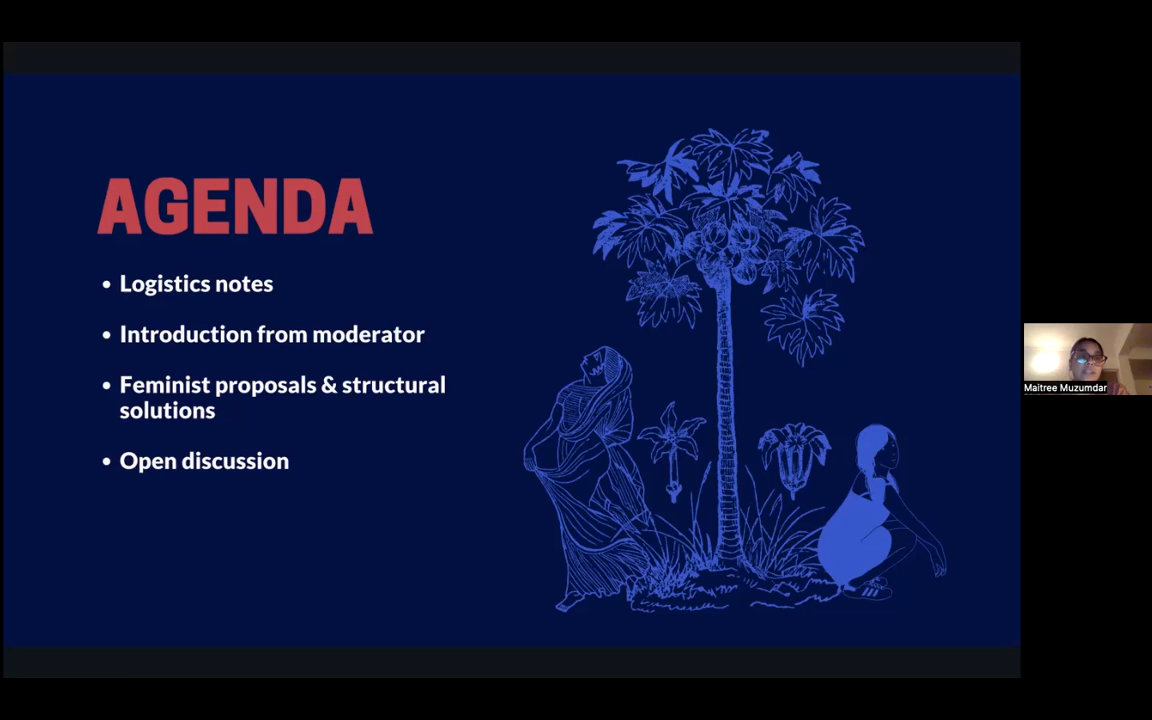 AGENDA
• Logistics notes
• Introduction from moderator
• Feminist proposals & structural
solutions
• Open discussion
Maitree Muzumdar